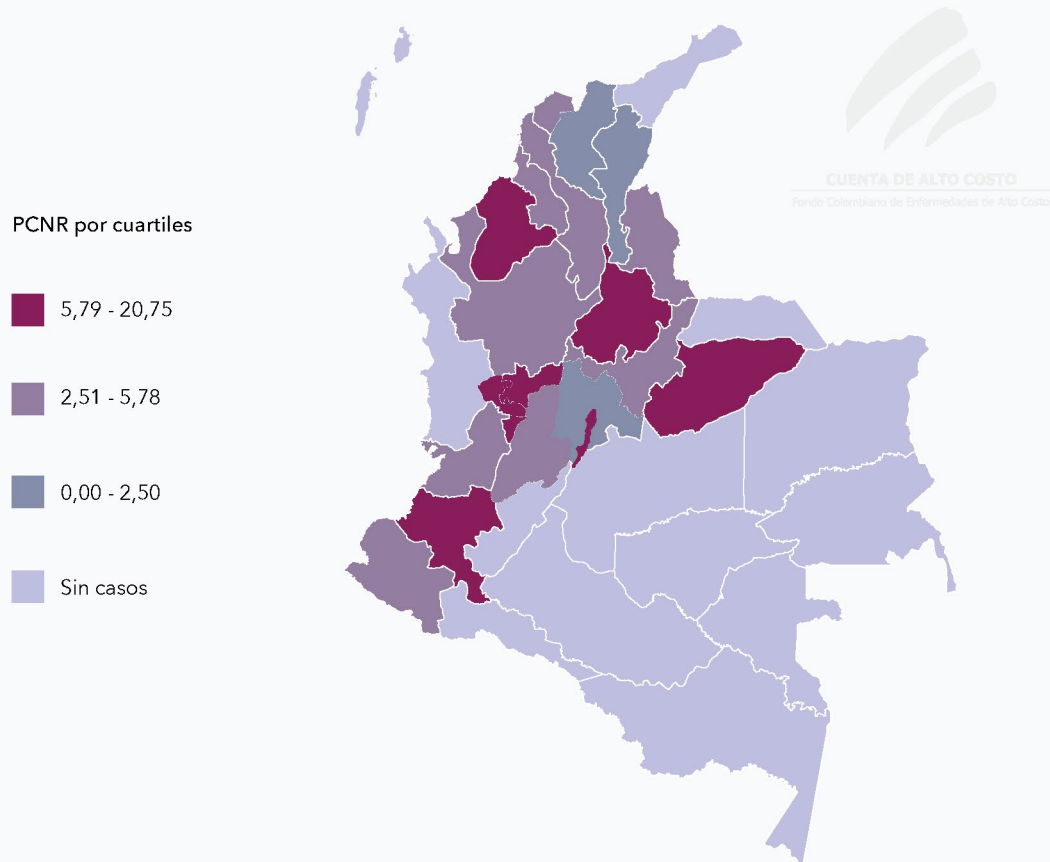 CUENTA DE ALTO COSTO
Fondo Colombiano de Enfermedades de Alto Costo
PCNR por cuartiles
5,79 - 20,75
2,51 - 5,78
0,00 - 2,50
Sin casos